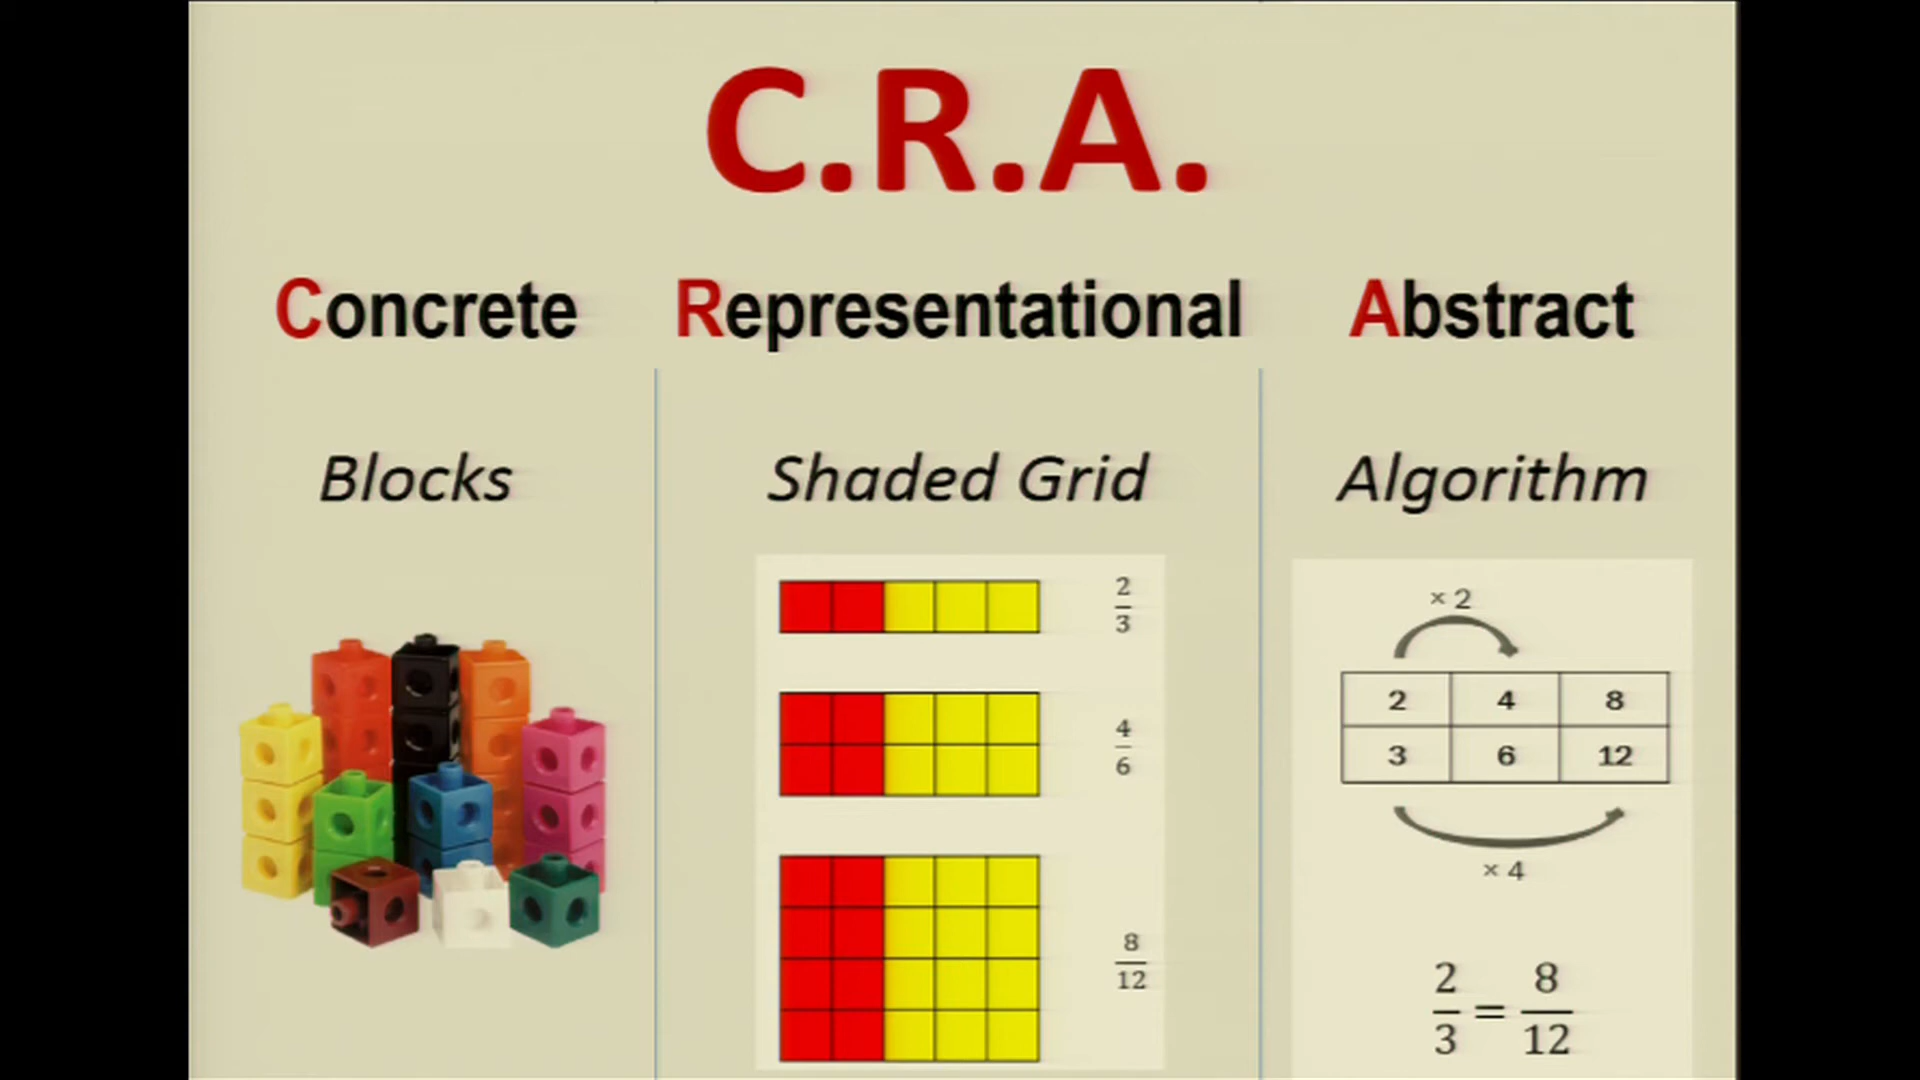 C.R.A.
Concrete
Representational
Abstract
Blocks
Shaded Grid
Algorithm
2/3
4/6
8/12
× 2
2 4 8
3 6 12
× 4
2/3 = 8/12